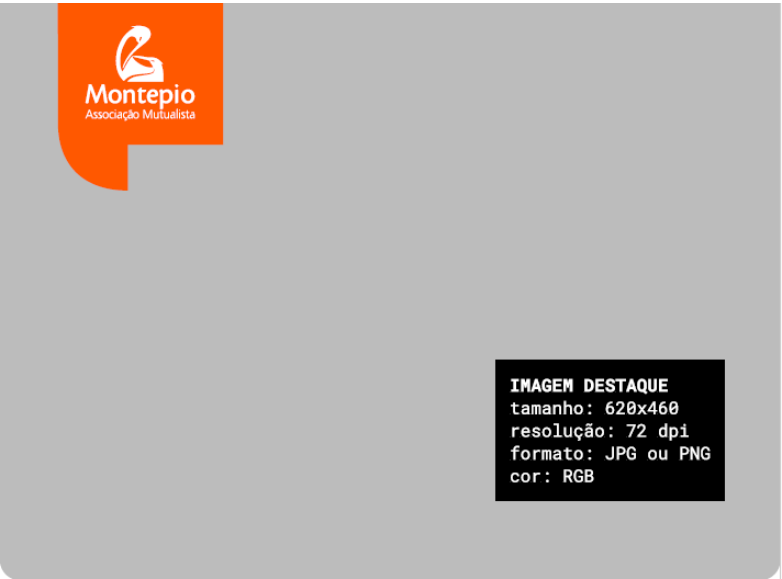 Montepio
Associação Mutualista
IMAGEM DESTAQUE
tamanho: 620x460
resolução: 72 dpi
formato: JPG ou PNG
cor: RGB